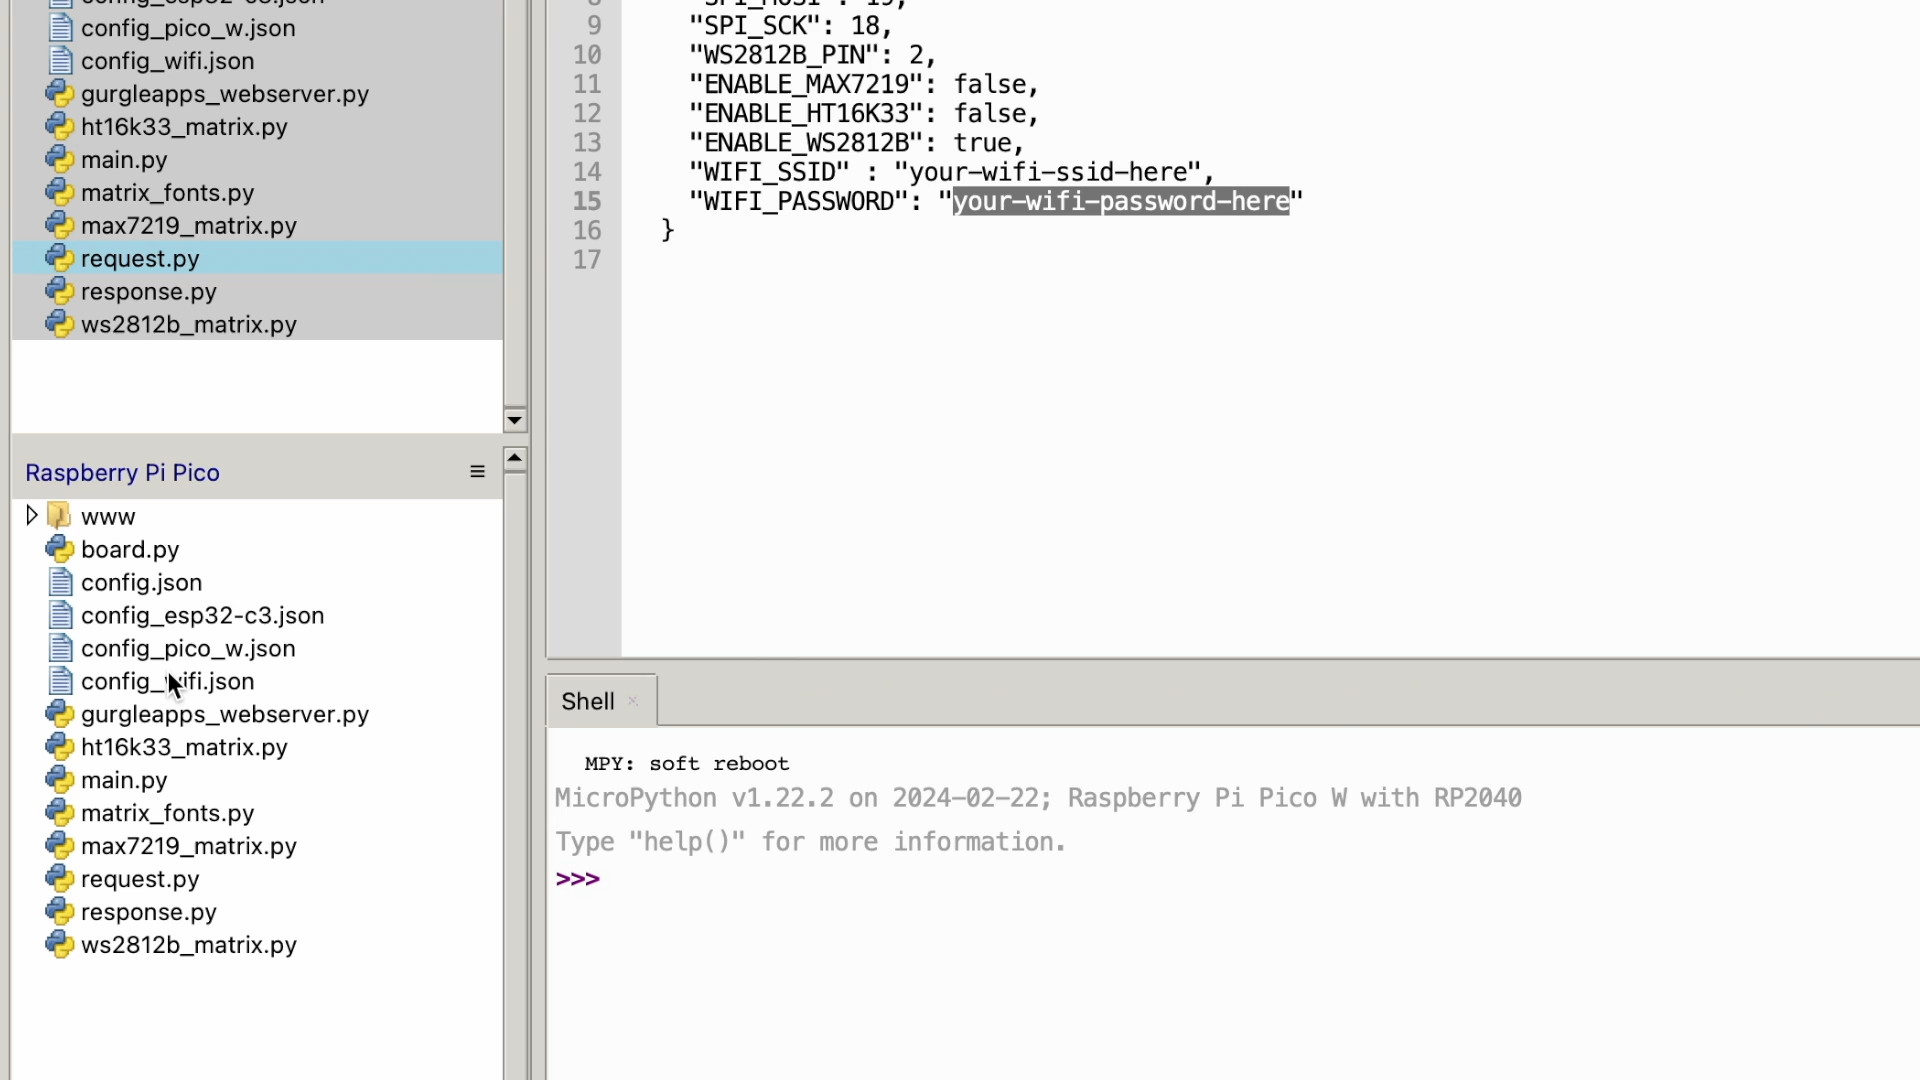 config_pico_w.json
config_wifi.json
gurgleapps_webserver.py
ht16k33_matrix.py
main.py
matrix_fonts.py
max7219_matrix.py
request.py
response.py
ws2812b_matrix.py
Raspberry Pi Pico
www
board.py
config.json
config_esp32-c3.json
config_pico_w.json
config_wifi.json
gurgleapps_webserver.py
ht16k33_matrix.py
main.py
matrix_fonts.py
max7219_matrix.py
request.py
response.py
ws2812b_matrix.py
9 "SPI_SCK": 18,
10 "WS2812B_PIN": 2,
11 "ENABLE_MAX7219": false,
12 "ENABLE_HT16K33": false,
13 "ENABLE_WS2812B": true,
14 "WIFI_SSID" : "your-wifi-ssid-here",
15 "WIFI_PASSWORD": "your-wifi-password-here"
16 }
17
Shell
MPY: soft reboot
MicroPython v1.22.2 on 2024-02-22; Raspberry Pi Pico W with RP2040
Type "help()" for more information.
>>>